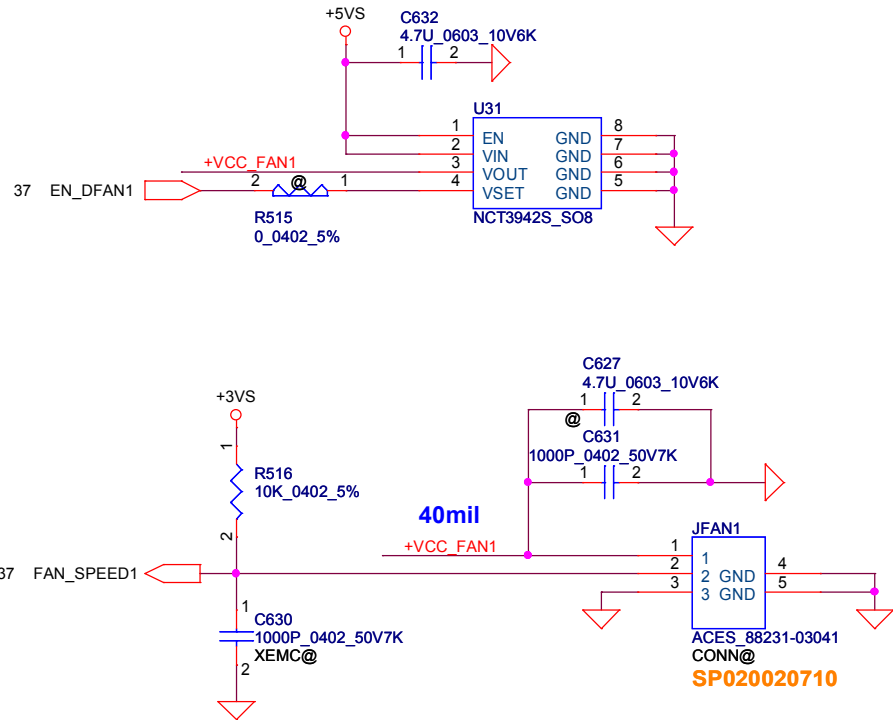 +5VS
C632
4.7U_0603_10V6K
1 2
U31
1 EN GND 8
2 VIN GND 7
+VCC_FAN1 3 VOUT GND 6
37 EN_DFAN1 2 @ 1 4 VSET GND 5
R515
0_0402_5%
NCT3942S_SO8
C627
4.7U_0603_10V6K
1 2
@
C631
1000P_0402_50V7K
1 2
+3VS
1
R516
10K_0402_5%
2
40mil
+VCC_FAN1
JFAN1
1 1
2 2 GND 4
3 3 GND 5
37 FAN_SPEED1
1
C630
1000P_0402_50V7K
XEMC@
2
ACES_88231-03041
CONN@
SP020020710